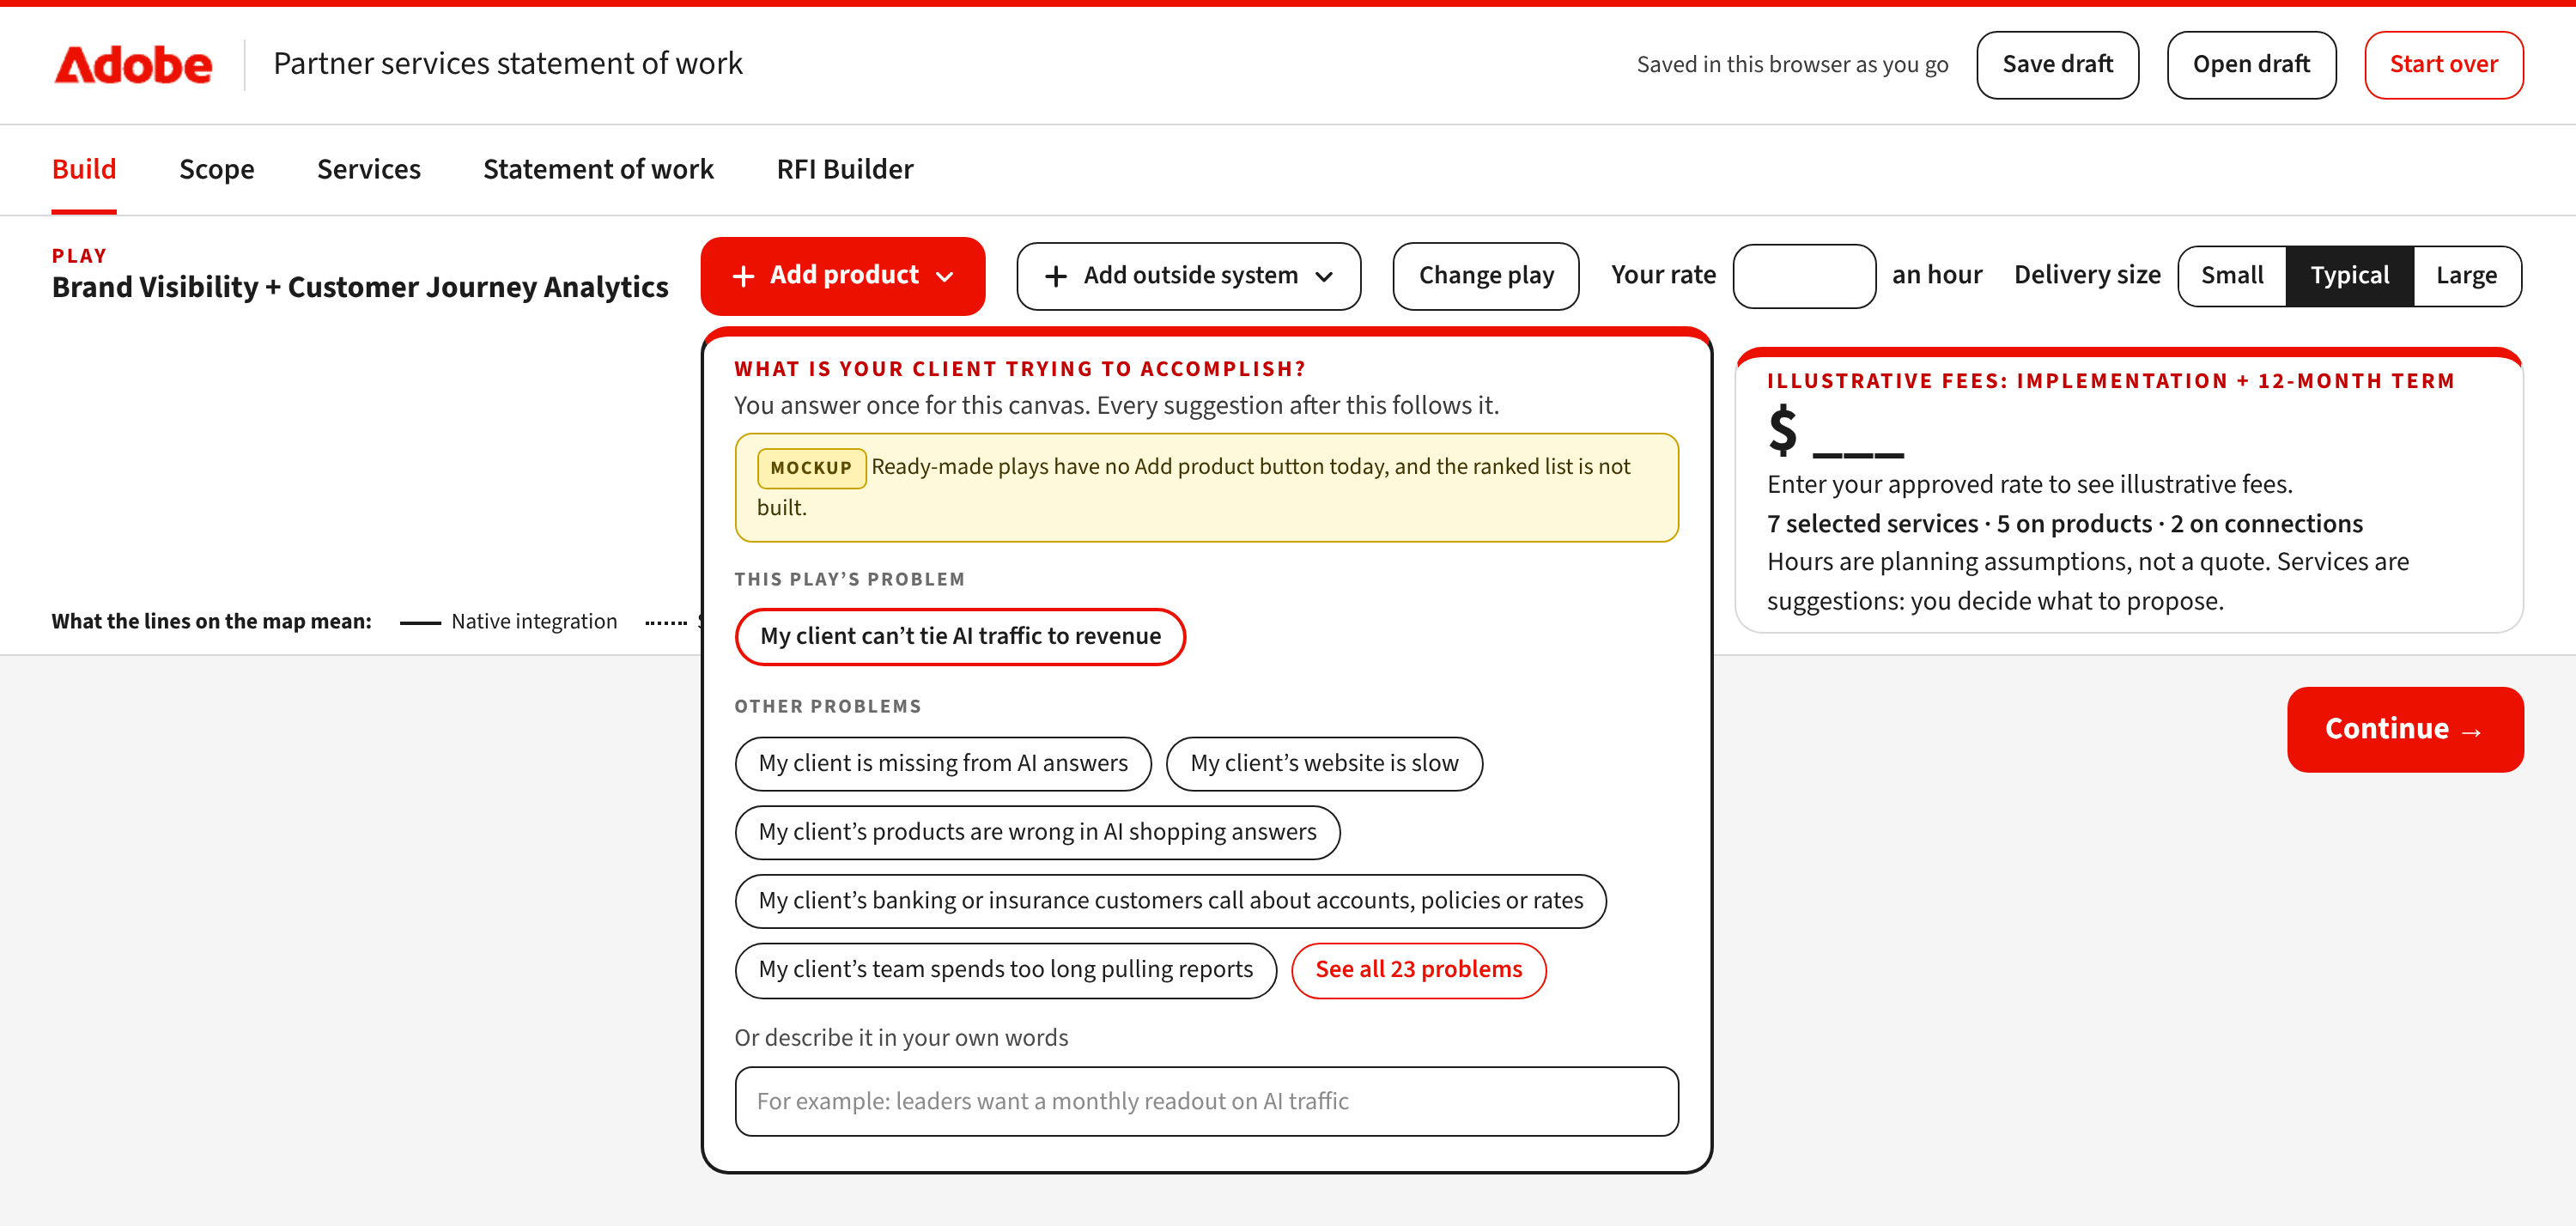 Adobe
Partner services statement of work
Saved in this browser as you go
Save draft
Open draft
Start over
Build
Scope
Services
Statement of work
RFI Builder
PLAY
Brand Visibility + Customer Journey Analytics
+ Add product
+ Add outside system
Change play
Your rate
an hour
Delivery size
Small
Typical
Large
WHAT IS YOUR CLIENT TRYING TO ACCOMPLISH?
You answer once for this canvas. Every suggestion after this follows it.
MOCKUP Ready-made plays have no Add product button today, and the ranked list is not
built.
THIS PLAY’S PROBLEM
My client can’t tie AI traffic to revenue
OTHER PROBLEMS
My client is missing from AI answers
My client’s website is slow
My client’s products are wrong in AI shopping answers
My client’s banking or insurance customers call about accounts, policies or rates
My client’s team spends too long pulling reports
See all 23 problems
Or describe it in your own words
For example: leaders want a monthly readout on AI traffic
ILLUSTRATIVE FEES: IMPLEMENTATION + 12-MONTH TERM
$ ___
Enter your approved rate to see illustrative fees.
7 selected services · 5 on products · 2 on connections
Hours are planning assumptions, not a quote. Services are
suggestions: you decide what to propose.
What the lines on the map mean:
Native integration
Continue →